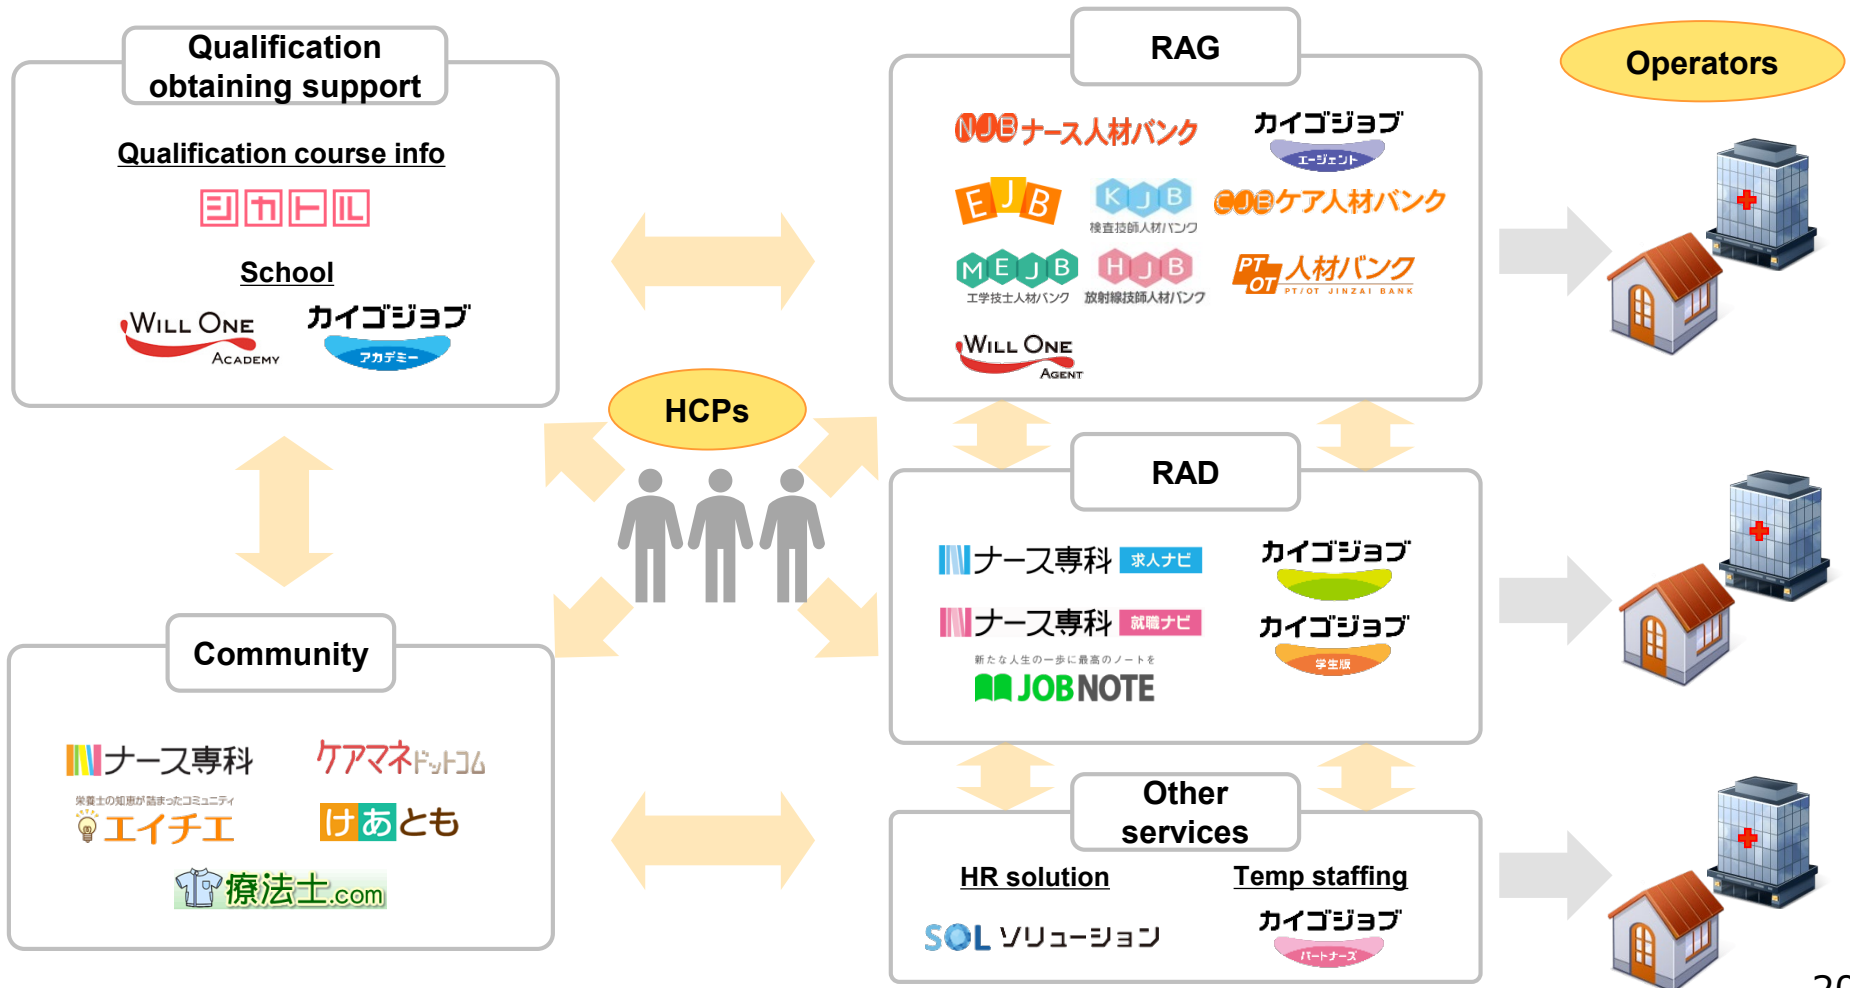 Qualification
obtaining support
Qualification course info
シカトル
School
WILL ONE
ACADEMY
カイゴジョブ
アカデミー
Community
ナース専科
ケアマネドットコム
栄養士の知恵が詰まったコミュニティ
エイチエ
けあとも
療法士.com
HCPs
RAG
NJBナース人材バンク
カイゴジョブ
エージェント
EJB
KJB
検査技師人材バンク
CJBケア人材バンク
MEJB
工学技士人材バンク
HJB
放射線技師人材バンク
PT
OT
人材バンク
PT/OT JINZAI BANK
WILL ONE
AGENT
RAD
ナース専科 求人ナビ
カイゴジョブ
ナース専科 就職ナビ
カイゴジョブ
学生版
新たな人生の一歩に最高のノートを
JOB NOTE
Other
services
HR solution
SOL ソリューション
Temp staffing
カイゴジョブ
パートナーズ
Operators
20